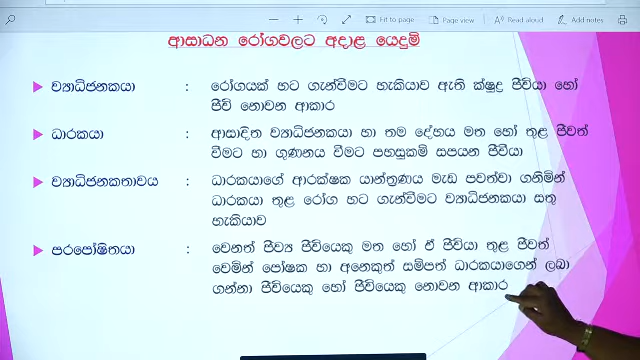 Fit to page
Page view
Read aloud
Add notes
ආසාධන රෝගවලට අදාළ යෙදුම්
ව්‍යාධිජනකයා : රෝගයක් හට ගැන්වීමට හැකියාව ඇති ක්ෂුද්‍ර ජීවියා හෝ
ජීවි නොවන ආකාර
ධාරකයා : ආසාදිත ව්‍යාධිජනකයා හා තම දේහය මත හෝ තුළ ජීවත්
වීමට හා ගුණනය වීමට පහසුකම් සපයන ජීවියා
ව්‍යාධිජනකතාවය : ධාරකයාගේ ආරක්ෂක යාන්ත්‍රණය මැඩ පවත්වා ගනිමින්
ධාරකයා තුළ රෝග හට ගැන්වීමට ව්‍යාධිජනකයා සතු
හැකියාව
පරපෝෂිතයා : වෙනත් ජීව්‍ය ජීවියෙකු මත හෝ ඒ ජීවියා තුළ ජීවත්
වෙමින් පෝෂක හා අනෙකුත් සම්පත් ධාරකයාගෙන් ලබා
ගන්නා ජීවියෙකු හෝ ජීවියෙකු නොවන ආකාර